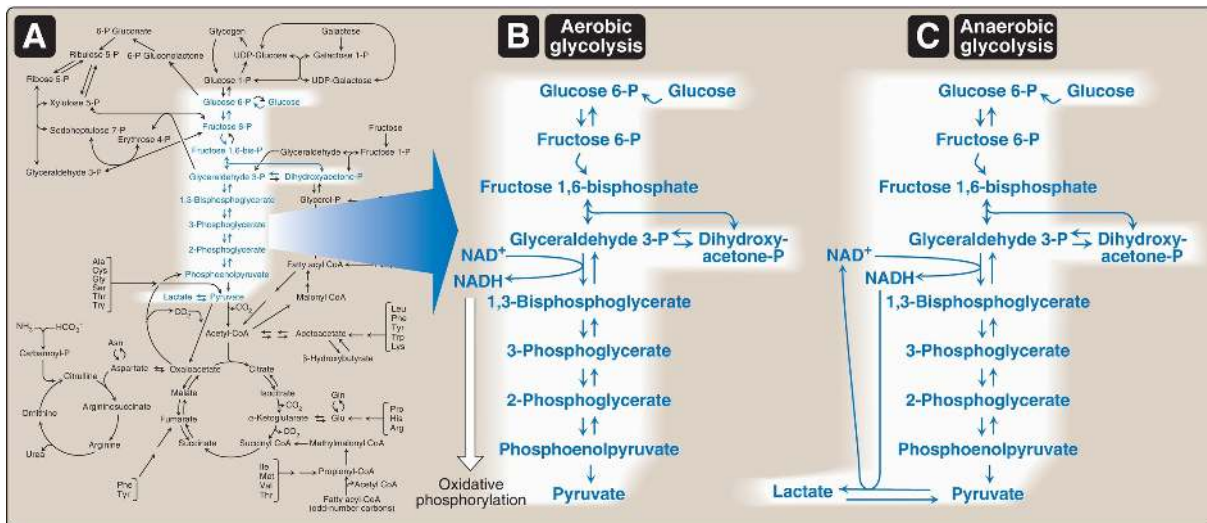 A
6-P Gluconate
Ribulose 5-P
6-P Gluconolactone
Ribose 5-P
Xylulose 5-P
Sedoheptulose 7-P
Erythrose 4-P
Glyceraldehyde 3-P
Glycogen
UDP-Glucose
Galactose
Galactose 1-P
UDP-Galactose
Glucose 1-P
Glucose 6-P
Glucose
Fructose 6-P
Fructose 1,6-bis-P
Fructose
Glyceraldehyde
Fructose 1-P
Glyceraldehyde 3-P
Dihydroxyacetone-P
Glycerol-P
1,3-Bisphosphoglycerate
3-Phosphoglycerate
2-Phosphoglycerate
Phosphoenolpyruvate
Fatty acyl CoA
Malonyl CoA
Ala
Cys
Gly
Ser
Thr
Try
Lactate
Pyruvate
CO2
CO2
Acetyl-CoA
Acetoacetate
3-Hydroxybutyrate
Leu
Phe
Tyr
Trp
Lys
NH3
HCO3-
Carbamoyl-P
Asn
Aspartate
Oxaloacetate
Citrulline
Argininosuccinate
Ornithine
Arginine
Urea
Citrate
Malate
Isocitrate
CO2
Fumarate
α-Ketoglutarate
Gln
Glu
Pro
His
Arg
CO2
Succinate
Succinyl CoA
Methylmalonyl CoA
Phe
Tyr
Ile
Met
Val
Thr
Propionyl-CoA
Acetyl CoA
Fatty acyl-CoA
(odd-number carbons)
B
Aerobic
glycolysis
Glucose 6-P
Glucose
Fructose 6-P
Fructose 1,6-bisphosphate
Glyceraldehyde 3-P
Dihydroxy-
acetone-P
NAD+
NADH
1,3-Bisphosphoglycerate
3-Phosphoglycerate
2-Phosphoglycerate
Phosphoenolpyruvate
Oxidative
phosphorylation
Pyruvate
C
Anaerobic
glycolysis
Glucose 6-P
Glucose
Fructose 6-P
Fructose 1,6-bisphosphate
Glyceraldehyde 3-P
Dihydroxy-
acetone-P
NAD+
NADH
1,3-Bisphosphoglycerate
3-Phosphoglycerate
2-Phosphoglycerate
Phosphoenolpyruvate
Lactate
Pyruvate